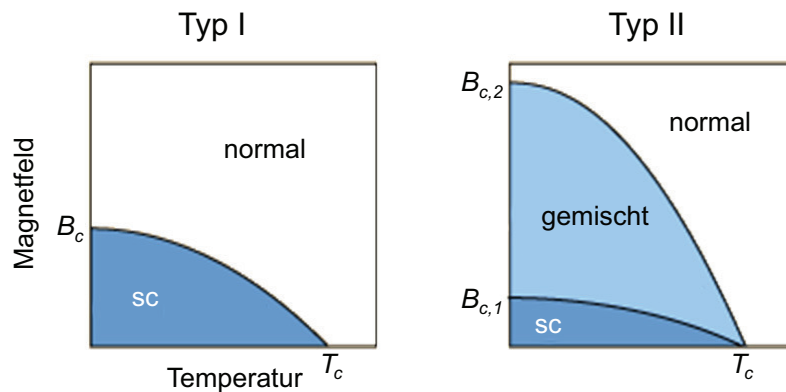 Typ I
Magnetfeld
B_c
normal
sc
Temperatur
T_c
Typ II
B_{c,2}
normal
gemischt
B_{c,1}
sc
T_c